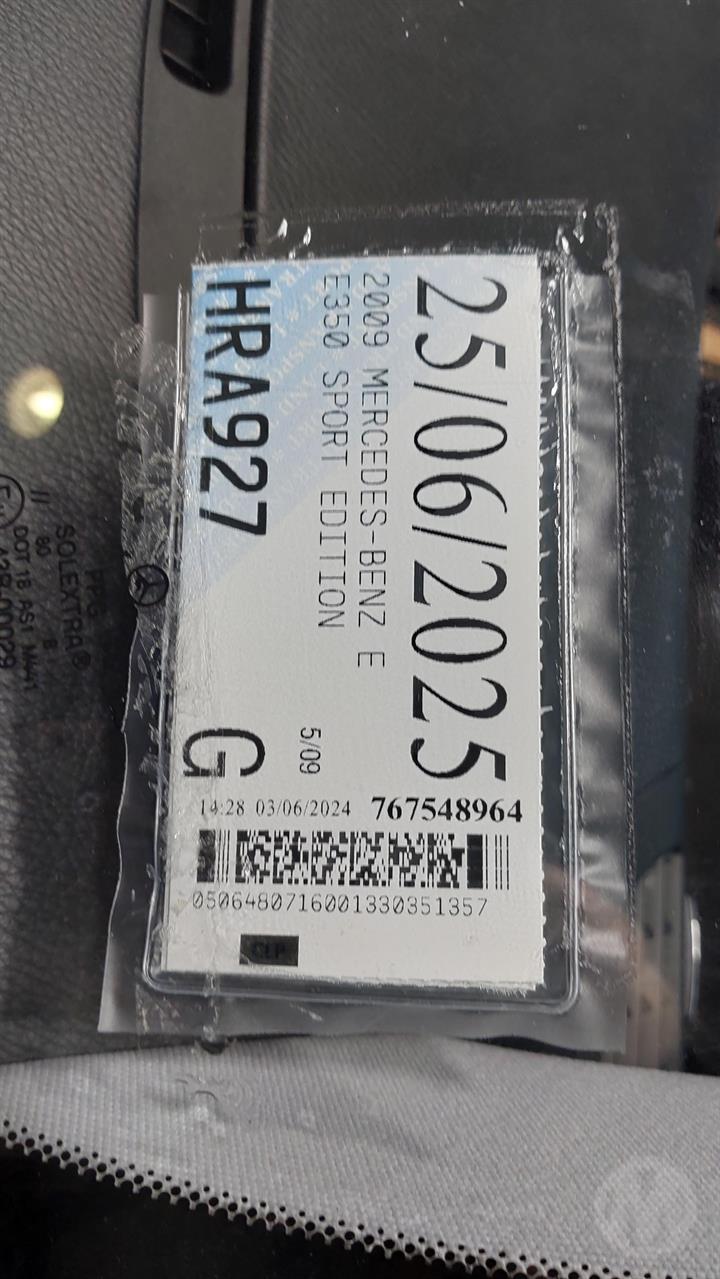 25/06/2025
2009 MERCEDES-BENZ E
E350 SPORT EDITION
5/09
HRA927
G
14:28 03/06/2024 767548964
0506480716001330351357
PPG
SOLEXTRA®
DOT 18 AS1 M441